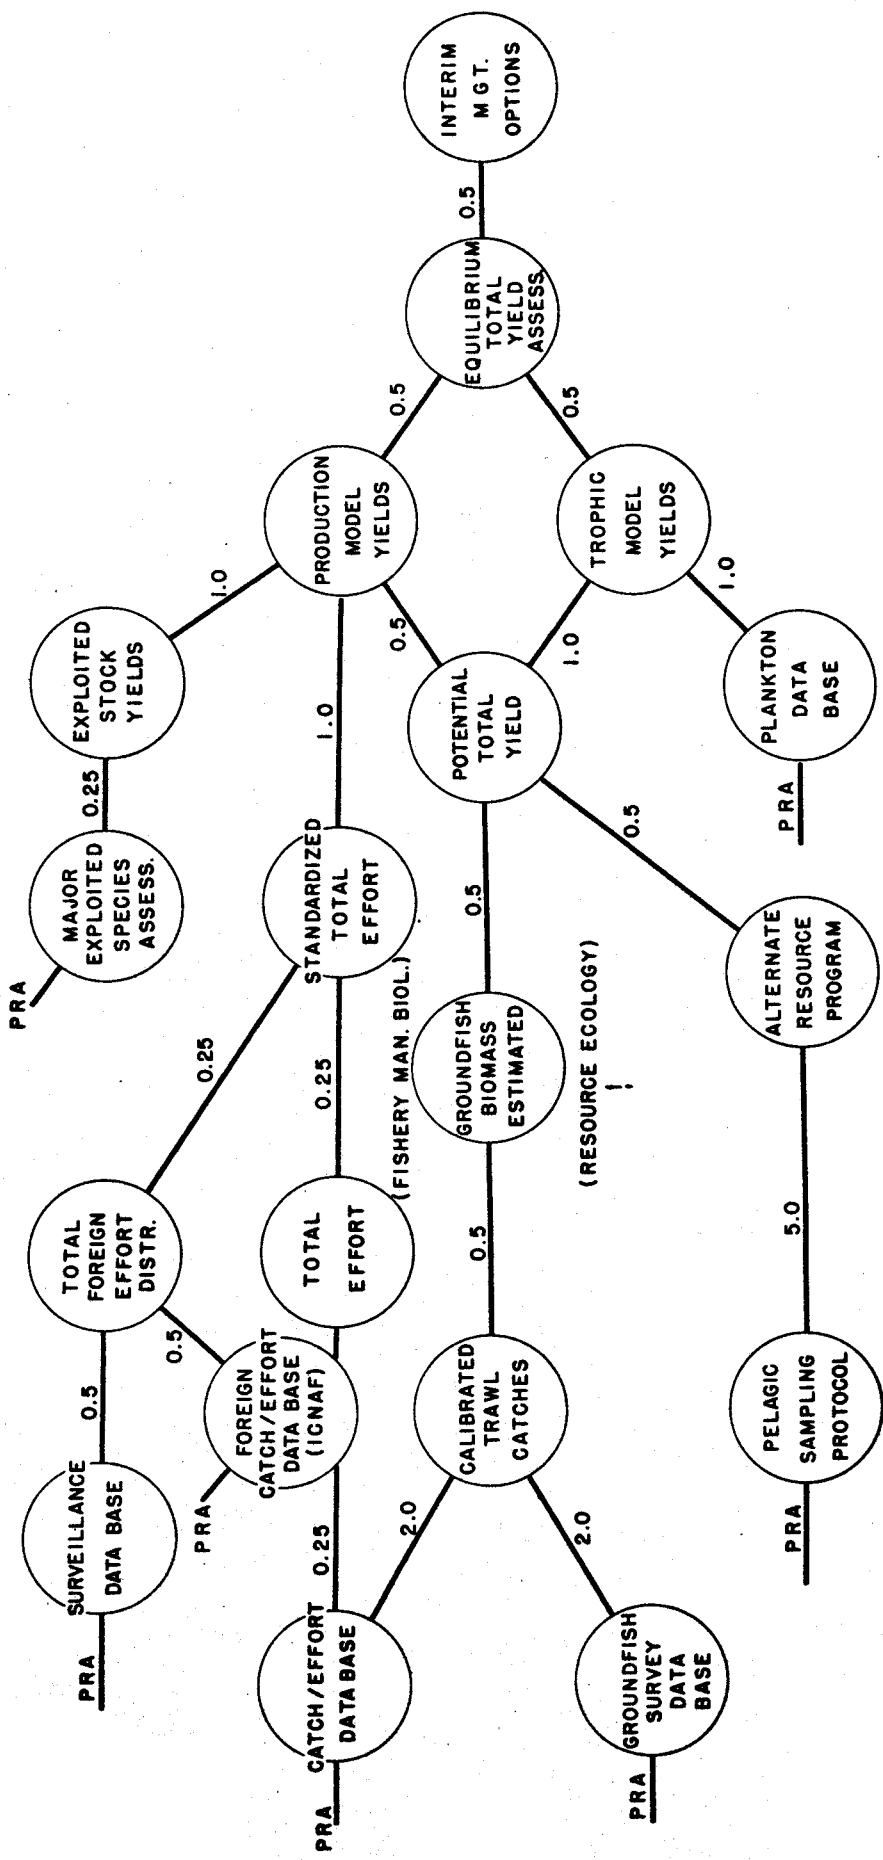 PRA
SURVEILLANCE
DATA BASE
0.5
TOTAL
FOREIGN
EFFORT
DISTR.
PRA
MAJOR
EXPLOITED
SPECIES
ASSESS.
0.25
EXPLOITED
STOCK
YIELDS
0.5
0.25
1.0
PRA
FOREIGN
CATCH/EFFORT
DATA BASE
(ICNAF)
PRA
CATCH/EFFORT
DATA BASE
0.25
TOTAL
EFFORT
0.25
STANDARDIZED
TOTAL
EFFORT
1.0
PRODUCTION
MODEL
YIELDS
(FISHERY MAN. BIOL.)
2.0
0.5
0.5
CALIBRATED
TRAWL
CATCHES
0.5
GROUNDFISH
BIOMASS
ESTIMATED
0.5
POTENTIAL
TOTAL
YIELD
EQUILIBRIUM
TOTAL
YIELD
ASSESS.
0.5
INTERIM
MGT.
OPTIONS
2.0
(RESOURCE ECOLOGY)
1.0
0.5
PRA
GROUNDFISH
SURVEY
DATA
BASE
0.5
TROPHIC
MODEL
YIELDS
1.0
PRA
PELAGIC
SAMPLING
PROTOCOL
5.0
ALTERNATE
RESOURCE
PROGRAM
PRA
PLANKTON
DATA
BASE